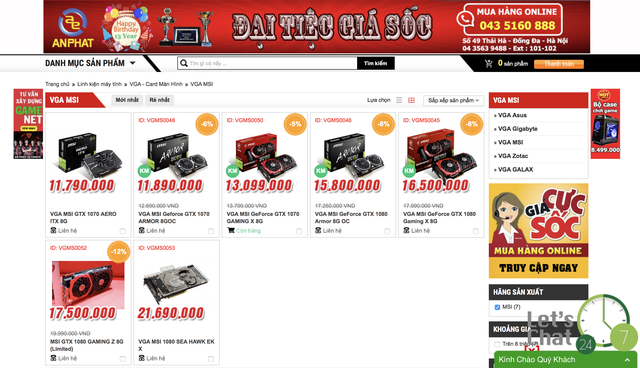 ANPHAT
Happy Birthday
13 Year
ĐẠI TIỆC GIÁ SỐC
MUA HÀNG ONLINE
043 5160 888
Số 49 Thái Hà - Đống Đa - Hà Nội
04 3563 9488 - Ext : 101-102
DANH MỤC SẢN PHẨM
Tìm gì có nấy ...
Tìm kiếm
0 sản phẩm
Thanh toán
Trang chủ » Linh kiện máy tính » VGA - Card Màn Hình » VGA MSI
TƯ VẤN
XÂY DỰNG
GAME
NET
VGA MSI
Mới nhất
Rẻ nhất
Lựa chọn
Sắp xếp sản phẩm
11,790.000
VGA MSI GTX 1070 AERO
ITX 8G
Liên hệ
ID: VGMS0048
-6%
KM
11,890.000
12.690.000 VND
VGA MSI Geforce GTX 1070
ARMOR 8GOC
Liên hệ
ID: VGMS0050
-5%
KM
13,099.000
13.790.000 VND
VGA MSI GeForce GTX 1070
Gaming X 8G
Còn hàng
ID: VGMS0046
-8%
15,800.000
17.250.000 VND
VGA MSI GeForce GTX 1080
Armor 8G OC
Liên hệ
ID: VGMS0045
-8%
KM
16,500.000
17.990.000 VND
VGA MSI GeForce GTX 1080
Gaming X 8G
Liên hệ
ID: VGMS0052
-12%
17,500.000
19.990.000 VND
MSI GTX 1080 GAMING Z 8G
(Limited)
Liên hệ
ID: VGMS0053
21,690.000
VGA MSI 1080 SEA HAWK EK
X
Liên hệ
VGA MSI
» VGA Asus
» VGA Gigabyte
» VGA MSI
» VGA Zotac
» VGA GALAX
Bộ case
chơi game
8.499.000
GIÁ CỰC SỐC
MUA HÀNG ONLINE
TRUY CẬP NGAY
HÃNG SẢN XUẤT
MSI (7)
KHOẢNG GIÁ
Trên 8 triệu
Let's
Chat
24
7
[x]
Kính Chào Quý Khách